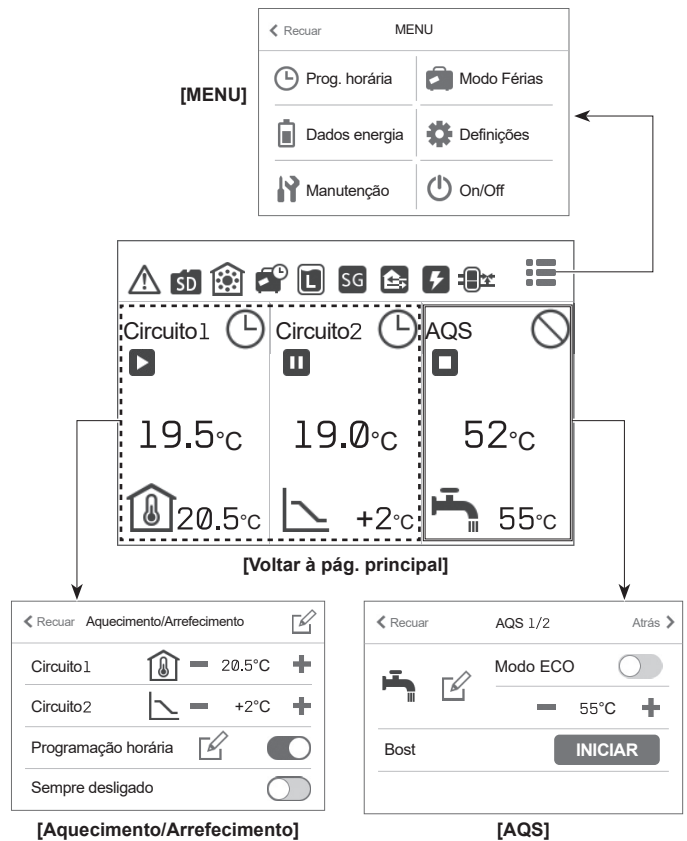 Recuar MENU
[MENU]
Prog. horária Modo Férias
Dados energia Definições
Manutenção On/Off
SD L SG
Circuito1 Circuito2 AQS
19.5°C 19.0°C 52°C
20.5°C +2°C 55°C
[Voltar à pág. principal]
Recuar Aquecimento/Arrefecimento
Circuito1 20.5°C
Circuito2 +2°C
Programação horária
Sempre desligado
[Aquecimento/Arrefecimento]
Recuar AQS 1/2 Atrás
Modo ECO
55°C
Bost INICIAR
[AQS]